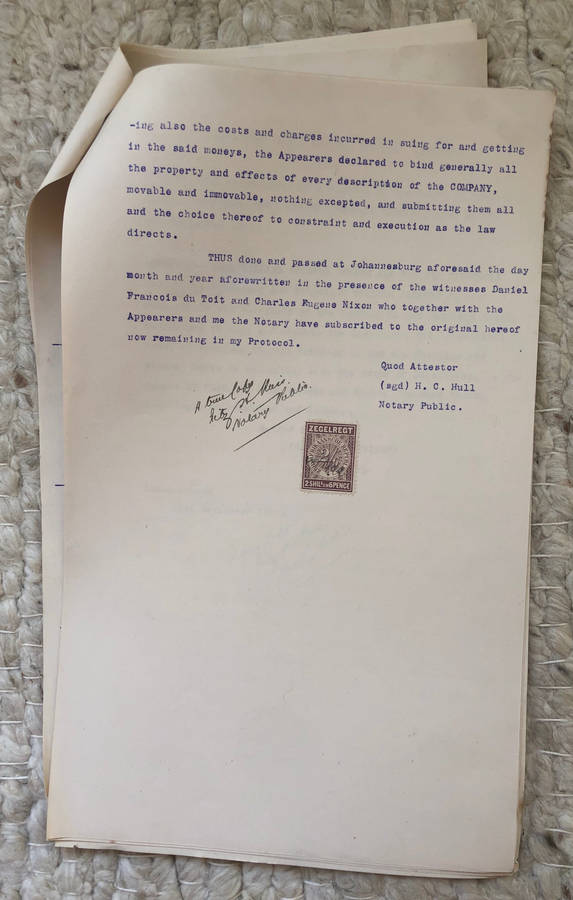 -ing also the costs and charges incurred in suing for and getting
in the said moneys, the Appearers declared to bind generally all
the property and effects of every description of the COMPANY,
movable and immovable, nothing excepted, and submitting them all
and the choice thereof to constraint and execution as the law
directs.
THUS done and passed at Johannesburg aforesaid the day
month and year aforewritten in the presence of the witnesses Daniel
Francois du Toit and Charles Eugene Nixon who together with the
Appearers and me the Notary have subscribed to the original hereof
now remaining in my Protocol.
Quod Attestor
(sgd) H. C. Hull
Notary Public.
A true Copy
Notary Public.
ZEGELREGT
2 SHILLN 6 PENCE